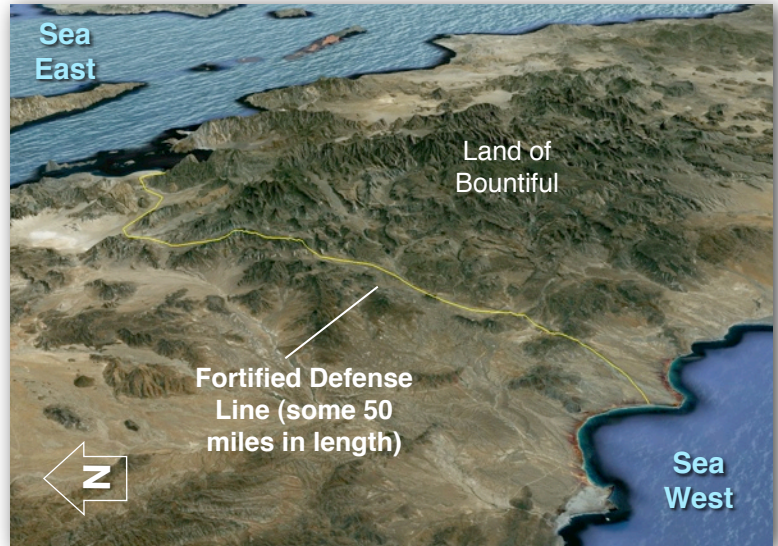 Sea
East
Land of
Bountiful
Fortified Defense
Line (some 50
miles in length)
N
Sea
West